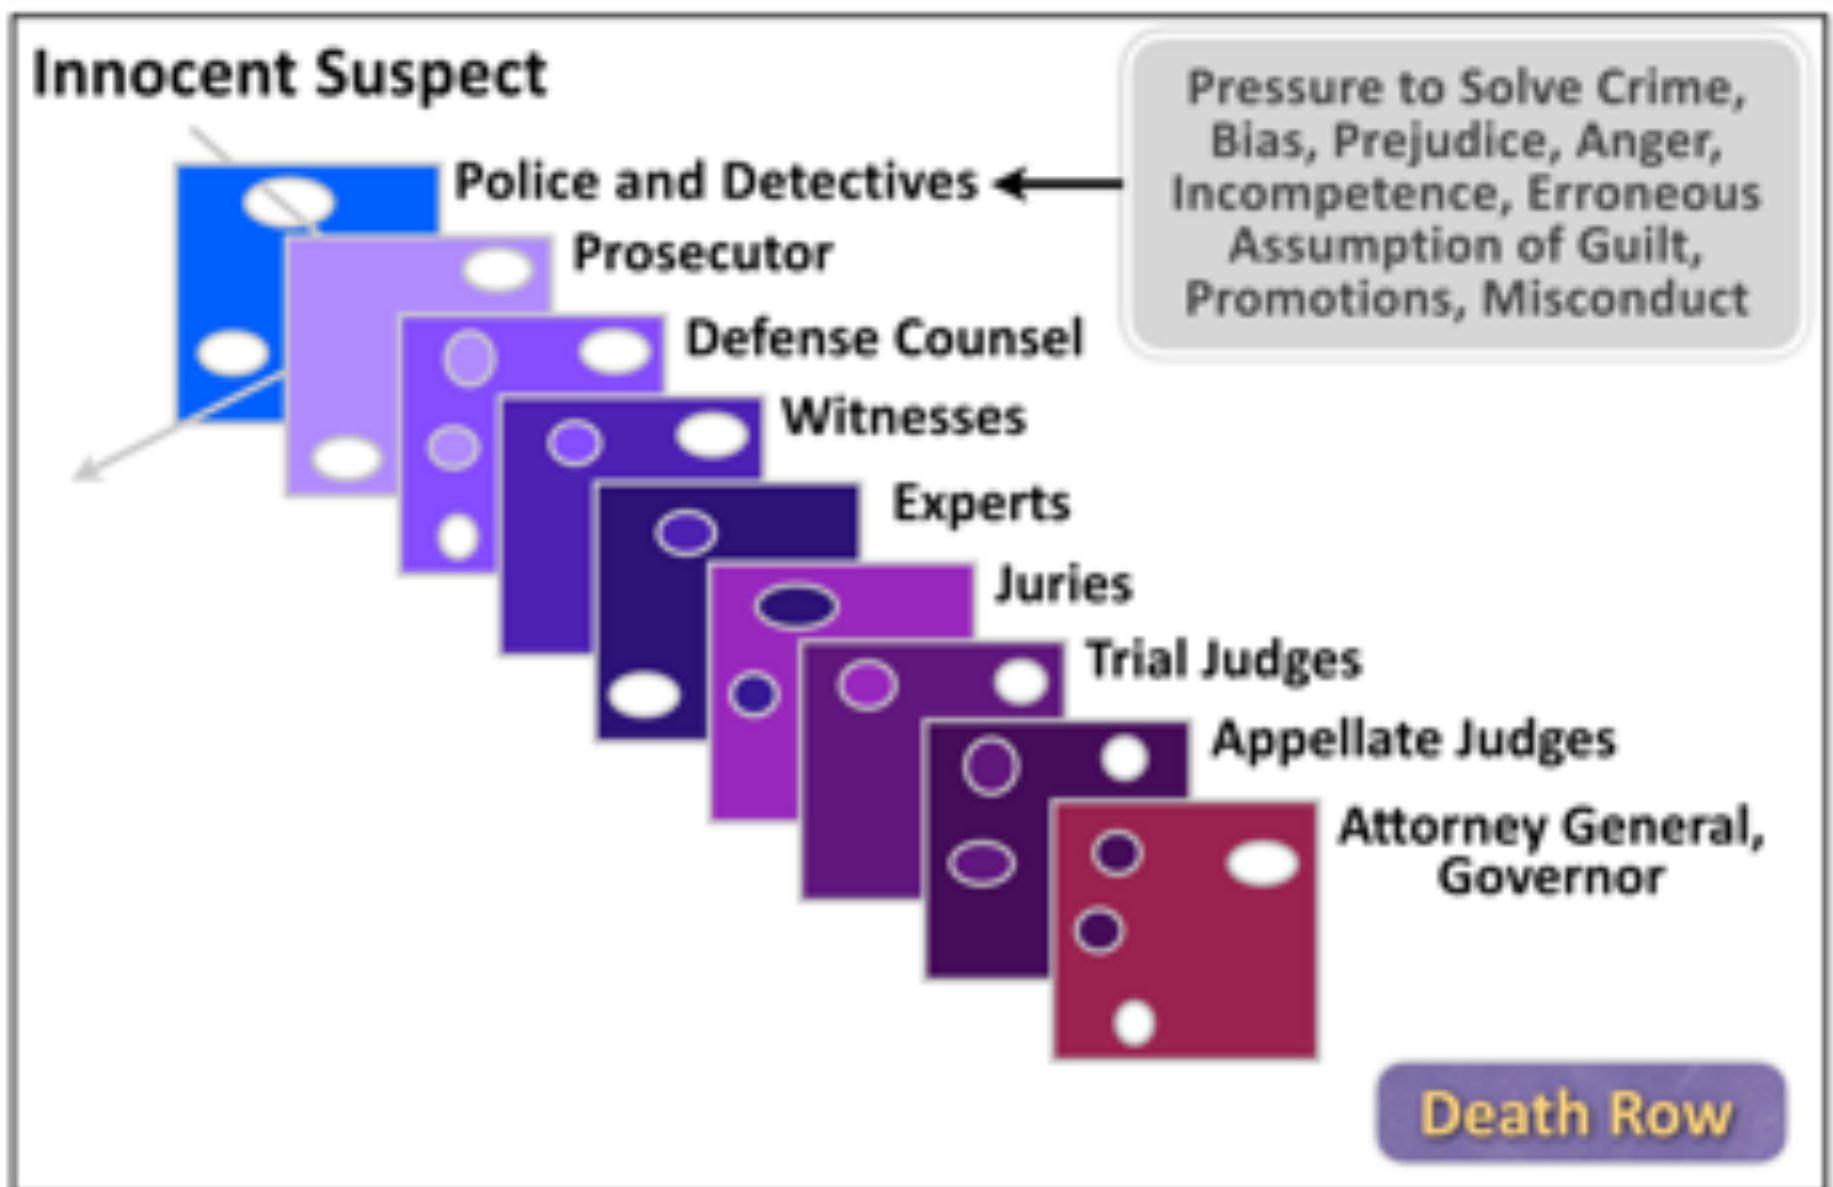 Innocent Suspect
Pressure to Solve Crime,
Bias, Prejudice, Anger,
Incompetence, Erroneous
Assumption of Guilt,
Promotions, Misconduct
Police and Detectives
Prosecutor
Defense Counsel
Witnesses
Experts
Juries
Trial Judges
Appellate Judges
Attorney General,
Governor
Death Row